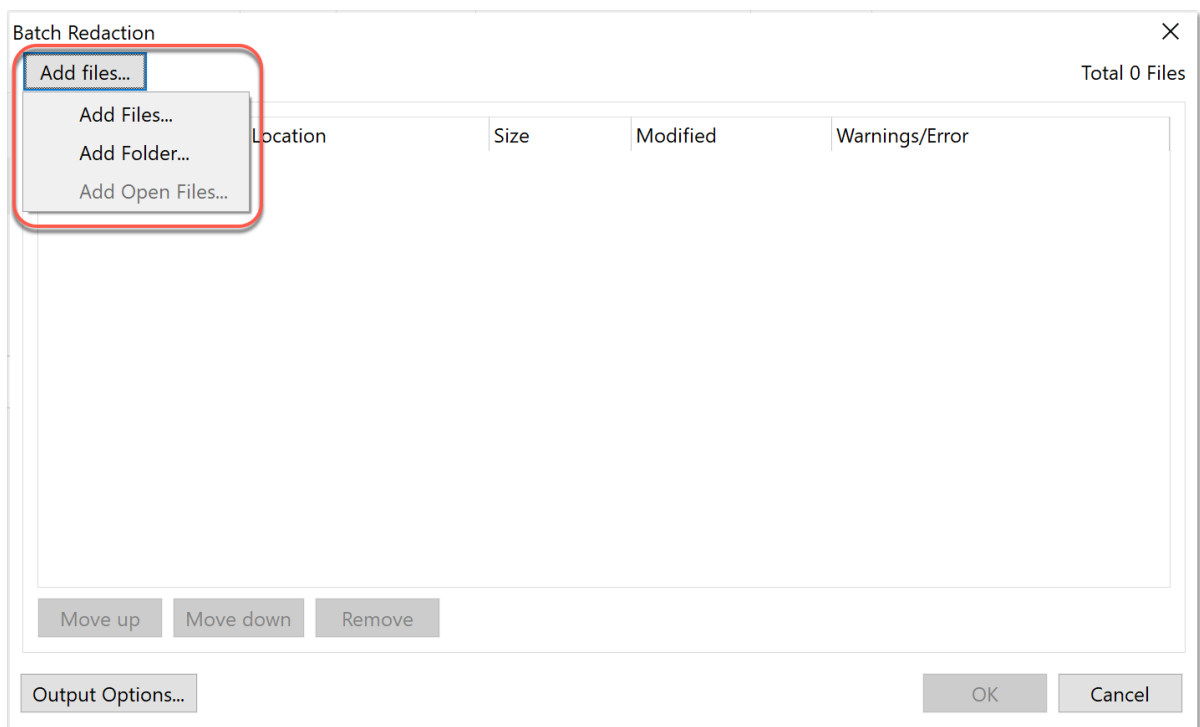 Batch Redaction
Add files...
Total 0 Files
Add Files...
Add Folder...
Add Open Files...
Location Size Modified Warnings/Error
Move up Move down Remove
Output Options... OK Cancel